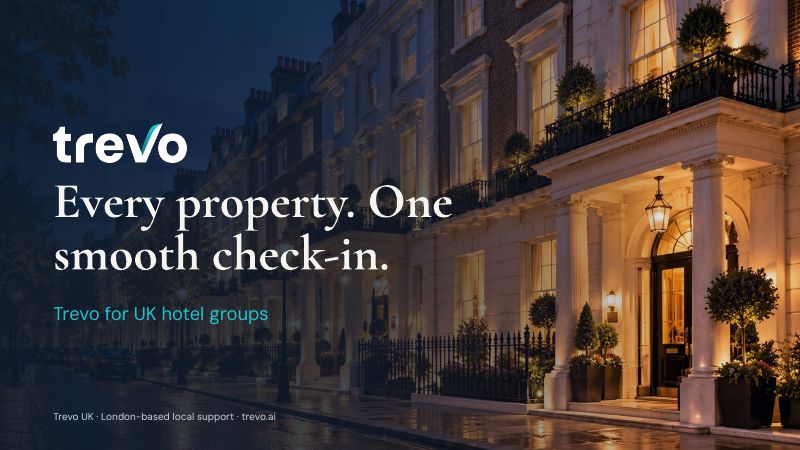 trevo
Every property. One
smooth check-in.
Trevo for UK hotel groups
Trevo UK · London-based local support · trevo.ai